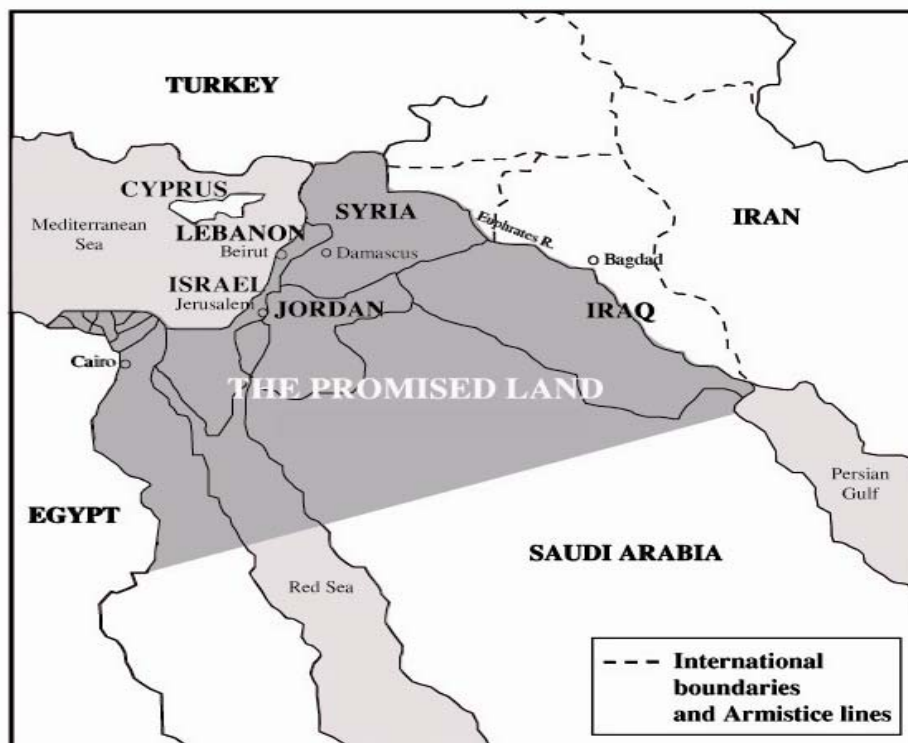 TURKEY
CYPRUS
Mediterranean
Sea
LEBANON
Beirut
SYRIA
Damascus
Euphrates R.
IRAN
ISRAEL
Jerusalem
JORDAN
Bagdad
IRAQ
Cairo
THE PROMISED LAND
EGYPT
Persian
Gulf
SAUDI ARABIA
Red Sea
International
boundaries
and Armistice lines